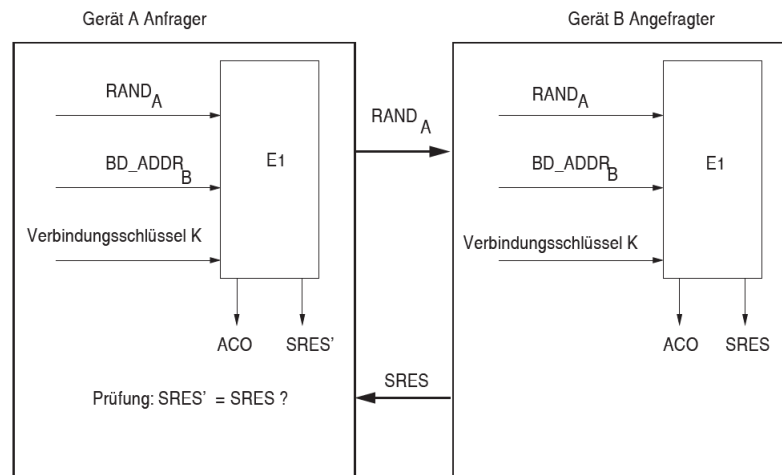 Gerät A Anfrager
RAND_A
BD_ADDR_B
Verbindungsschlüssel K
E1
ACO
SRES’
Prüfung: SRES’ = SRES ?
RAND_A
SRES
Gerät B Angefragter
RAND_A
BD_ADDR_B
Verbindungsschlüssel K
E1
ACO
SRES